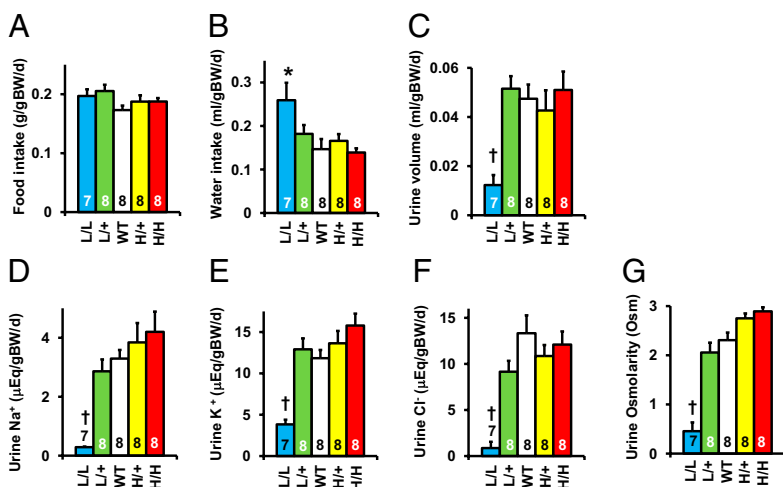 A
Food intake (g/gBW/d)
0.2
0.1
0
7 8 8 8 8
L/L L/+ WT H/+ H/H
B
Water intake (ml/gBW/d)
0.3
0.2
0.1
0
*
7 8 8 8 8
L/L L/+ WT H/+ H/H
C
Urine volume (ml/gBW/d)
0.06
0.04
0.02
0
†
7 8 8 8 8
L/L L/+ WT H/+ H/H
D
Urine Na⁺ (µEq/gBW/d)
4
2
0
†
7 8 8 8 8
L/L L/+ WT H/+ H/H
E
Urine K⁺ (µEq/gBW/d)
15
10
5
0
†
7 8 8 8 8
L/L L/+ WT H/+ H/H
F
Urine Cl⁻ (µEq/gBW/d)
15
10
5
0
†
7 8 8 8 8
L/L L/+ WT H/+ H/H
G
Urine Osmolarity (Osm)
3
2
1
0
†
7 8 8 8 8
L/L L/+ WT H/+ H/H